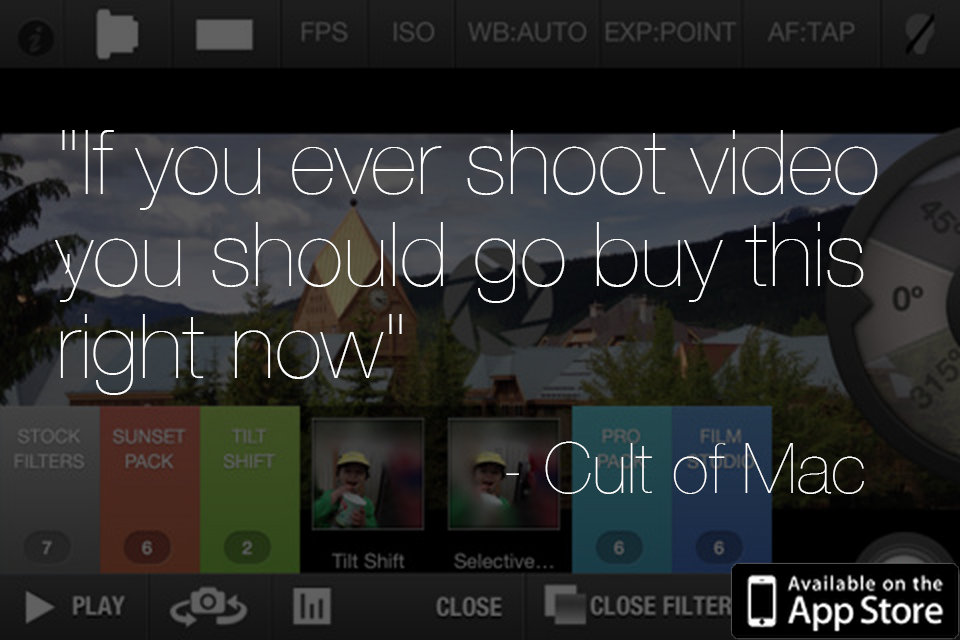 FPS
ISO
WB:AUTO
EXP:POINT
AF:TAP
"If you ever shoot video
you should go buy this
right now"
- Cult of Mac
45°
0°
315°
STOCK
FILTERS
7
SUNSET
PACK
6
TILT
SHIFT
2
Tilt Shift
Selective...
PRO
PACK
6
FILM
STUDIO
6
PLAY
CLOSE
CLOSE FILTER
Available on the
App Store